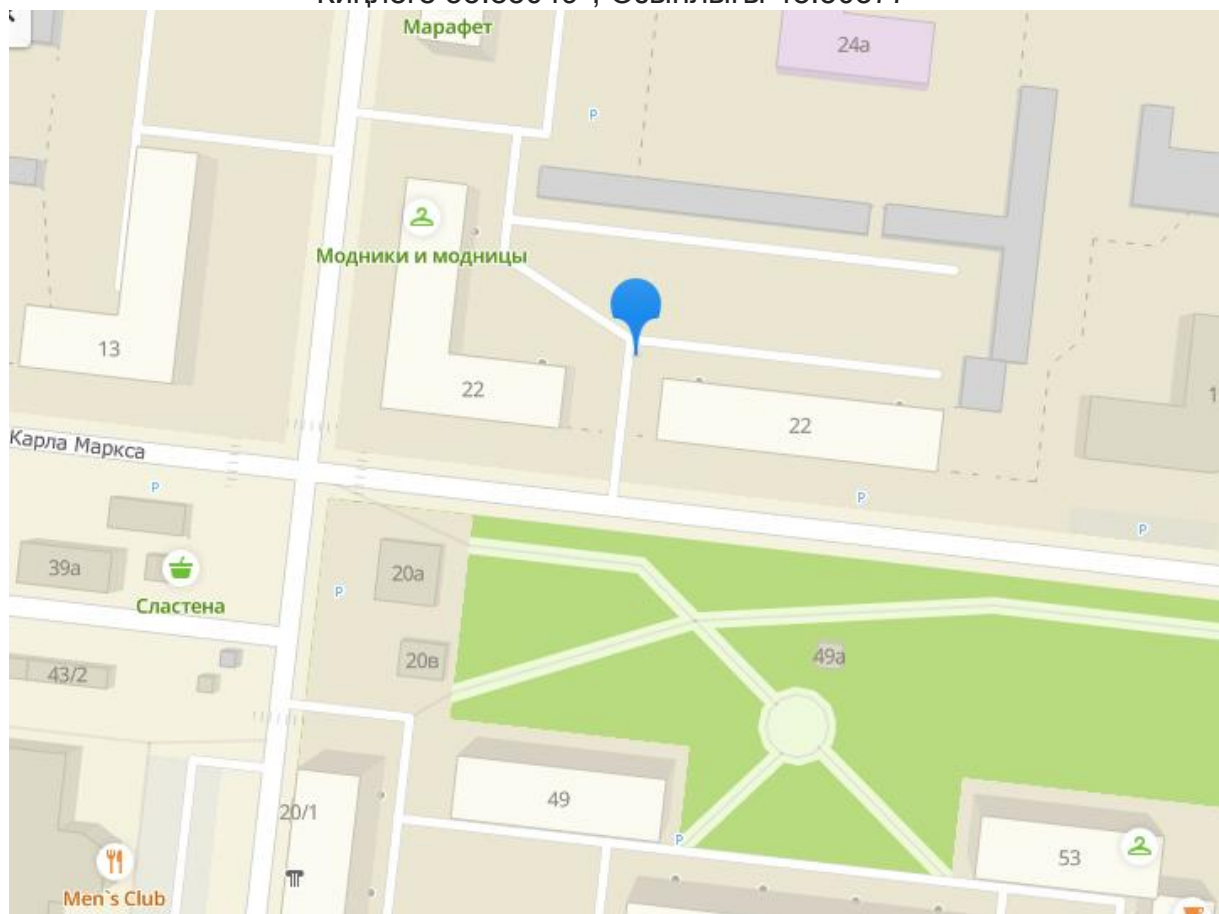 Марафет
24а
P
Модники и модницы
13
22
22
Карла Маркса
P
P
P
39а
Сластена
20а
P
20в
49а
43/2
20/1
49
P
53
Men`s Club